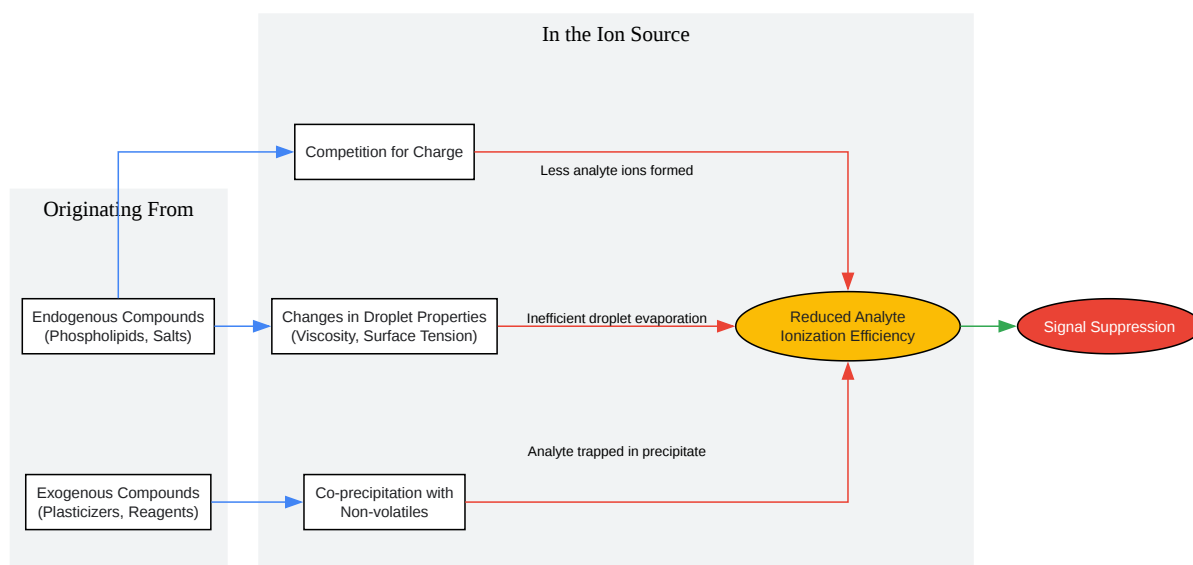 In the Ion Source
Competition for Charge
Less analyte ions formed
Originating From
Endogenous Compounds
(Phospholipids, Salts)
Changes in Droplet Properties
(Viscosity, Surface Tension)
Inefficient droplet evaporation
Reduced Analyte
Ionization Efficiency
Signal Suppression
Analyte trapped in precipitate
Exogenous Compounds
(Plasticizers, Reagents)
Co-precipitation with
Non-volatiles